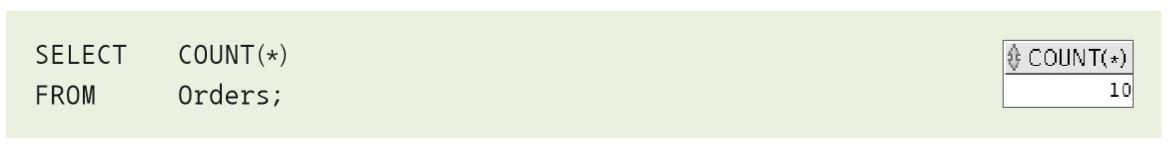 SELECT COUNT(*)
FROM Orders;
COUNT(*)
10